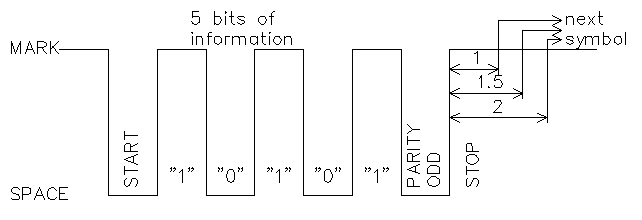 5 bits of
information
next
symbol
MARK
1
1.5
2
START
"1"
"0"
"1"
"0"
"1"
PARITY
ODD
STOP
SPACE